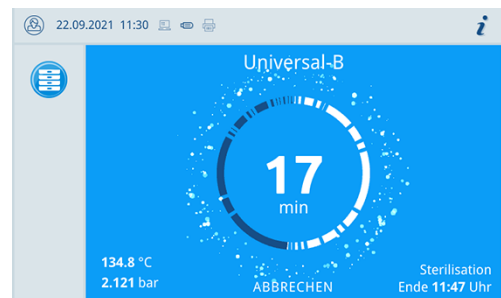 22.09.2021 11:30
i
Universal-B
17
min
134.8 °C
2.121 bar
ABBRECHEN
Sterilisation
Ende 11:47 Uhr